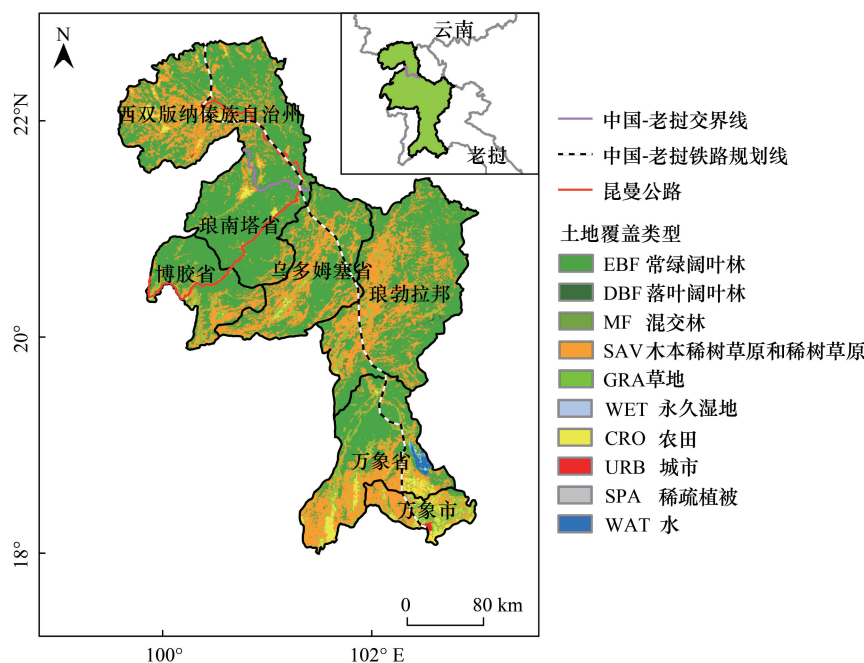 N
云南
老挝
22°N
20°
18°
100°
102° E
西双版纳傣族自治州
琅南塔省
博胶省
乌多姆塞省
琅勃拉邦
万象省
万象市
0 80 km
中国-老挝交界线
中国-老挝铁路规划线
昆曼公路
土地覆盖类型
EBF 常绿阔叶林
DBF 落叶阔叶林
MF 混交林
SAV木本稀树草原和稀树草原
GRA草地
WET 永久湿地
CRO 农田
URB 城市
SPA 稀疏植被
WAT 水